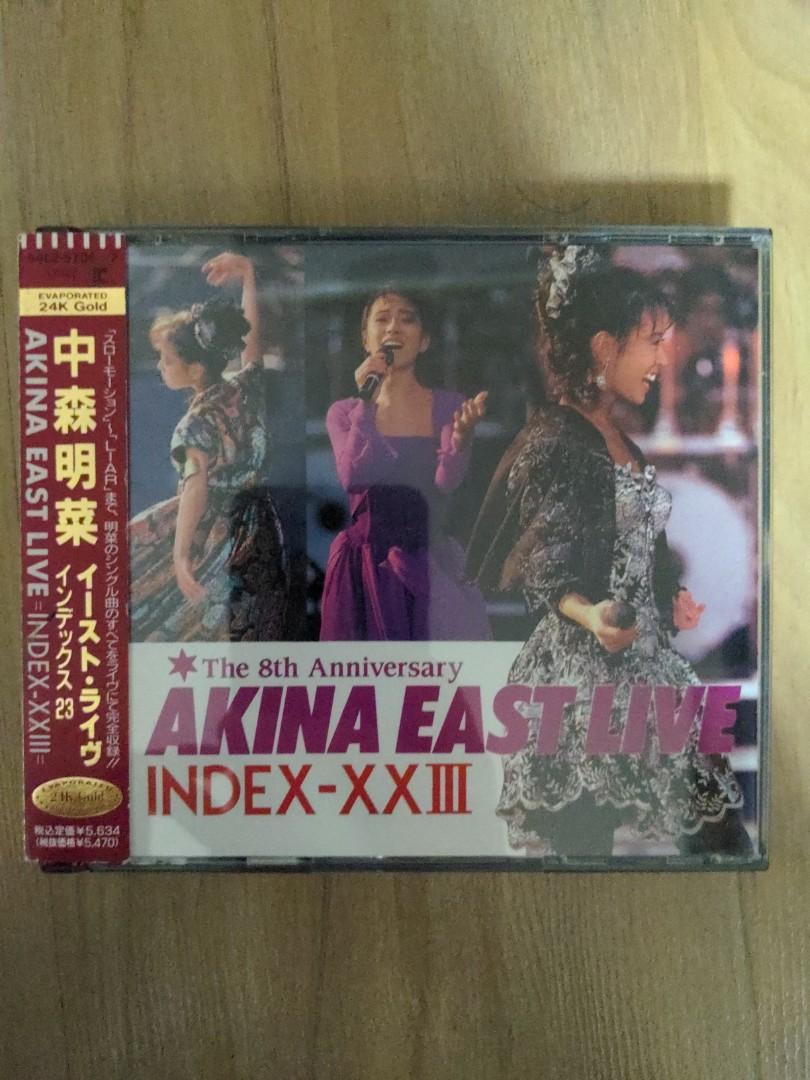 EVAPORATED
24K Gold
中森明菜
イースト・ライヴ
インデックス23
「スローモーション」〜「LIAR」まで、明菜のシングル曲のすべてをライヴにて完全収録!!
AKINA EAST LIVE =INDEX-XXIII=
EVAPORATED
24K Gold
税込定価¥5,634
(税抜価格¥5,470)
The 8th Anniversary
AKINA EAST LIVE
INDEX-XXIII